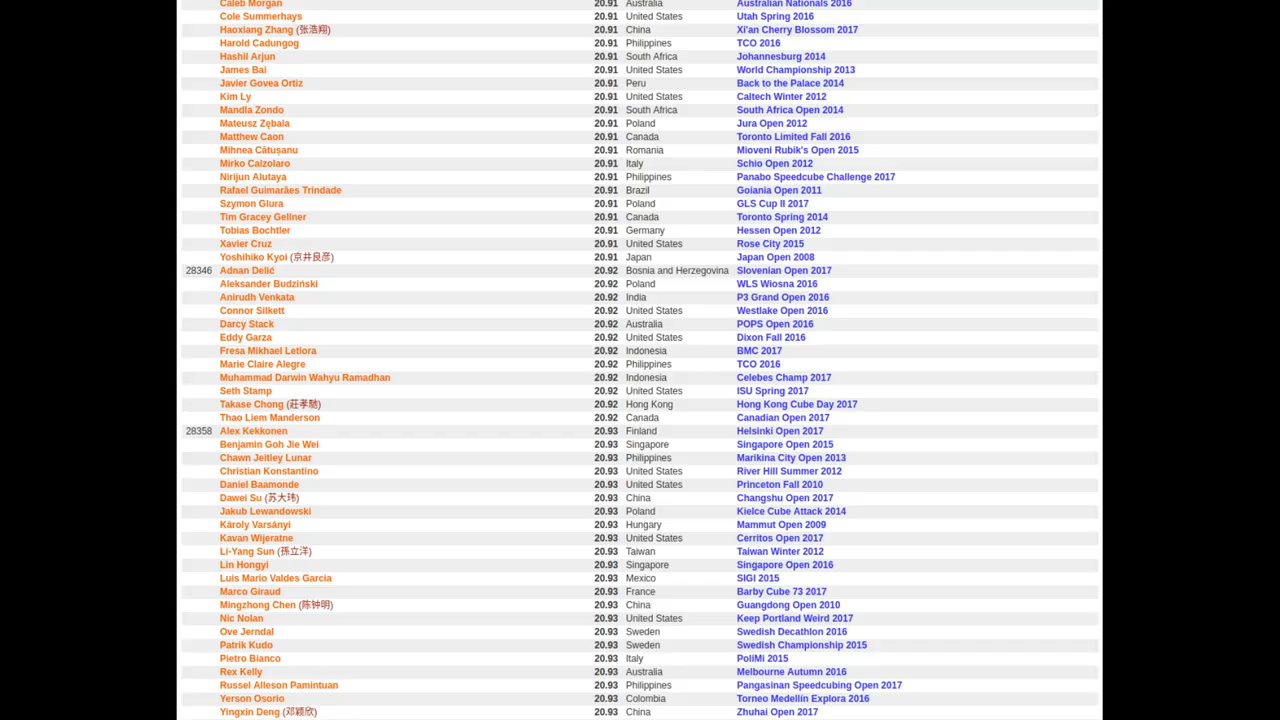 Caleb Morgan 20.91 Australia Australian Nationals 2016
Cole Summerhays 20.91 United States Utah Spring 2016
Haoxiang Zhang (张浩翔) 20.91 China Xi'an Cherry Blossom 2017
Harold Cadungog 20.91 Philippines TCO 2016
Hashil Arjun 20.91 South Africa Johannesburg 2014
James Bai 20.91 United States World Championship 2013
Javier Govea Ortiz 20.91 Peru Back to the Palace 2014
Kim Ly 20.91 United States Caltech Winter 2012
Mandla Zondo 20.91 South Africa South Africa Open 2014
Mateusz Zębala 20.91 Poland Jura Open 2012
Matthew Caon 20.91 Canada Toronto Limited Fall 2016
Mihnea Cătușanu 20.91 Romania Mioveni Rubik's Open 2015
Mirko Calzolaro 20.91 Italy Schio Open 2012
Nirijun Alutaya 20.91 Philippines Panabo Speedcube Challenge 2017
Rafael Guimarães Trindade 20.91 Brazil Goiania Open 2011
Szymon Glura 20.91 Poland GLS Cup II 2017
Tim Gracey Gellner 20.91 Canada Toronto Spring 2014
Tobias Bochtler 20.91 Germany Hessen Open 2012
Xavier Cruz 20.91 United States Rose City 2015
Yoshihiko Kyoi (京井良彦) 20.91 Japan Japan Open 2008
28346 Adnan Delić 20.92 Bosnia and Herzegovina Slovenian Open 2017
Aleksander Budziński 20.92 Poland WLS Wiosna 2016
Anirudh Venkata 20.92 India P3 Grand Open 2016
Connor Silkett 20.92 United States Westlake Open 2016
Darcy Stack 20.92 Australia POPS Open 2016
Eddy Garza 20.92 United States Dixon Fall 2016
Fresa Mikhael Letlora 20.92 Indonesia BMC 2017
Marie Claire Alegre 20.92 Philippines TCO 2016
Muhammad Darwin Wahyu Ramadhan 20.92 Indonesia Celebes Champ 2017
Seth Stamp 20.92 United States ISU Spring 2017
Takase Chong (莊孝馳) 20.92 Hong Kong Hong Kong Cube Day 2017
Thao Liem Manderson 20.92 Canada Canadian Open 2017
28358 Alex Kekkonen 20.93 Finland Helsinki Open 2017
Benjamin Goh Jie Wei 20.93 Singapore Singapore Open 2015
Chawn Jeitley Lunar 20.93 Philippines Marikina City Open 2013
Christian Konstantino 20.93 United States River Hill Summer 2012
Daniel Baamonde 20.93 United States Princeton Fall 2010
Dawei Su (苏大玮) 20.93 China Changshu Open 2017
Jakub Lewandowski 20.93 Poland Kielce Cube Attack 2014
Károly Varsányi 20.93 Hungary Mammut Open 2009
Kavan Wijeratne 20.93 United States Cerritos Open 2017
Li-Yang Sun (孫立洋) 20.93 Taiwan Taiwan Winter 2012
Lin Hongyi 20.93 Singapore Singapore Open 2016
Luis Mario Valdes Garcia 20.93 Mexico SIGI 2015
Marco Giraud 20.93 France Barby Cube 73 2017
Mingzhong Chen (陈钟明) 20.93 China Guangdong Open 2010
Nic Nolan 20.93 United States Keep Portland Weird 2017
Ove Jerndal 20.93 Sweden Swedish Decathlon 2016
Patrik Kudo 20.93 Sweden Swedish Championship 2015
Pietro Bianco 20.93 Italy PoliMi 2015
Rex Kelly 20.93 Australia Melbourne Autumn 2016
Russel Alleson Pamintuan 20.93 Philippines Pangasinan Speedcubing Open 2017
Yerson Osorio 20.93 Colombia Torneo Medellín Explora 2016
Yingxin Deng (邓颖欣) 20.93 China Zhuhai Open 2017